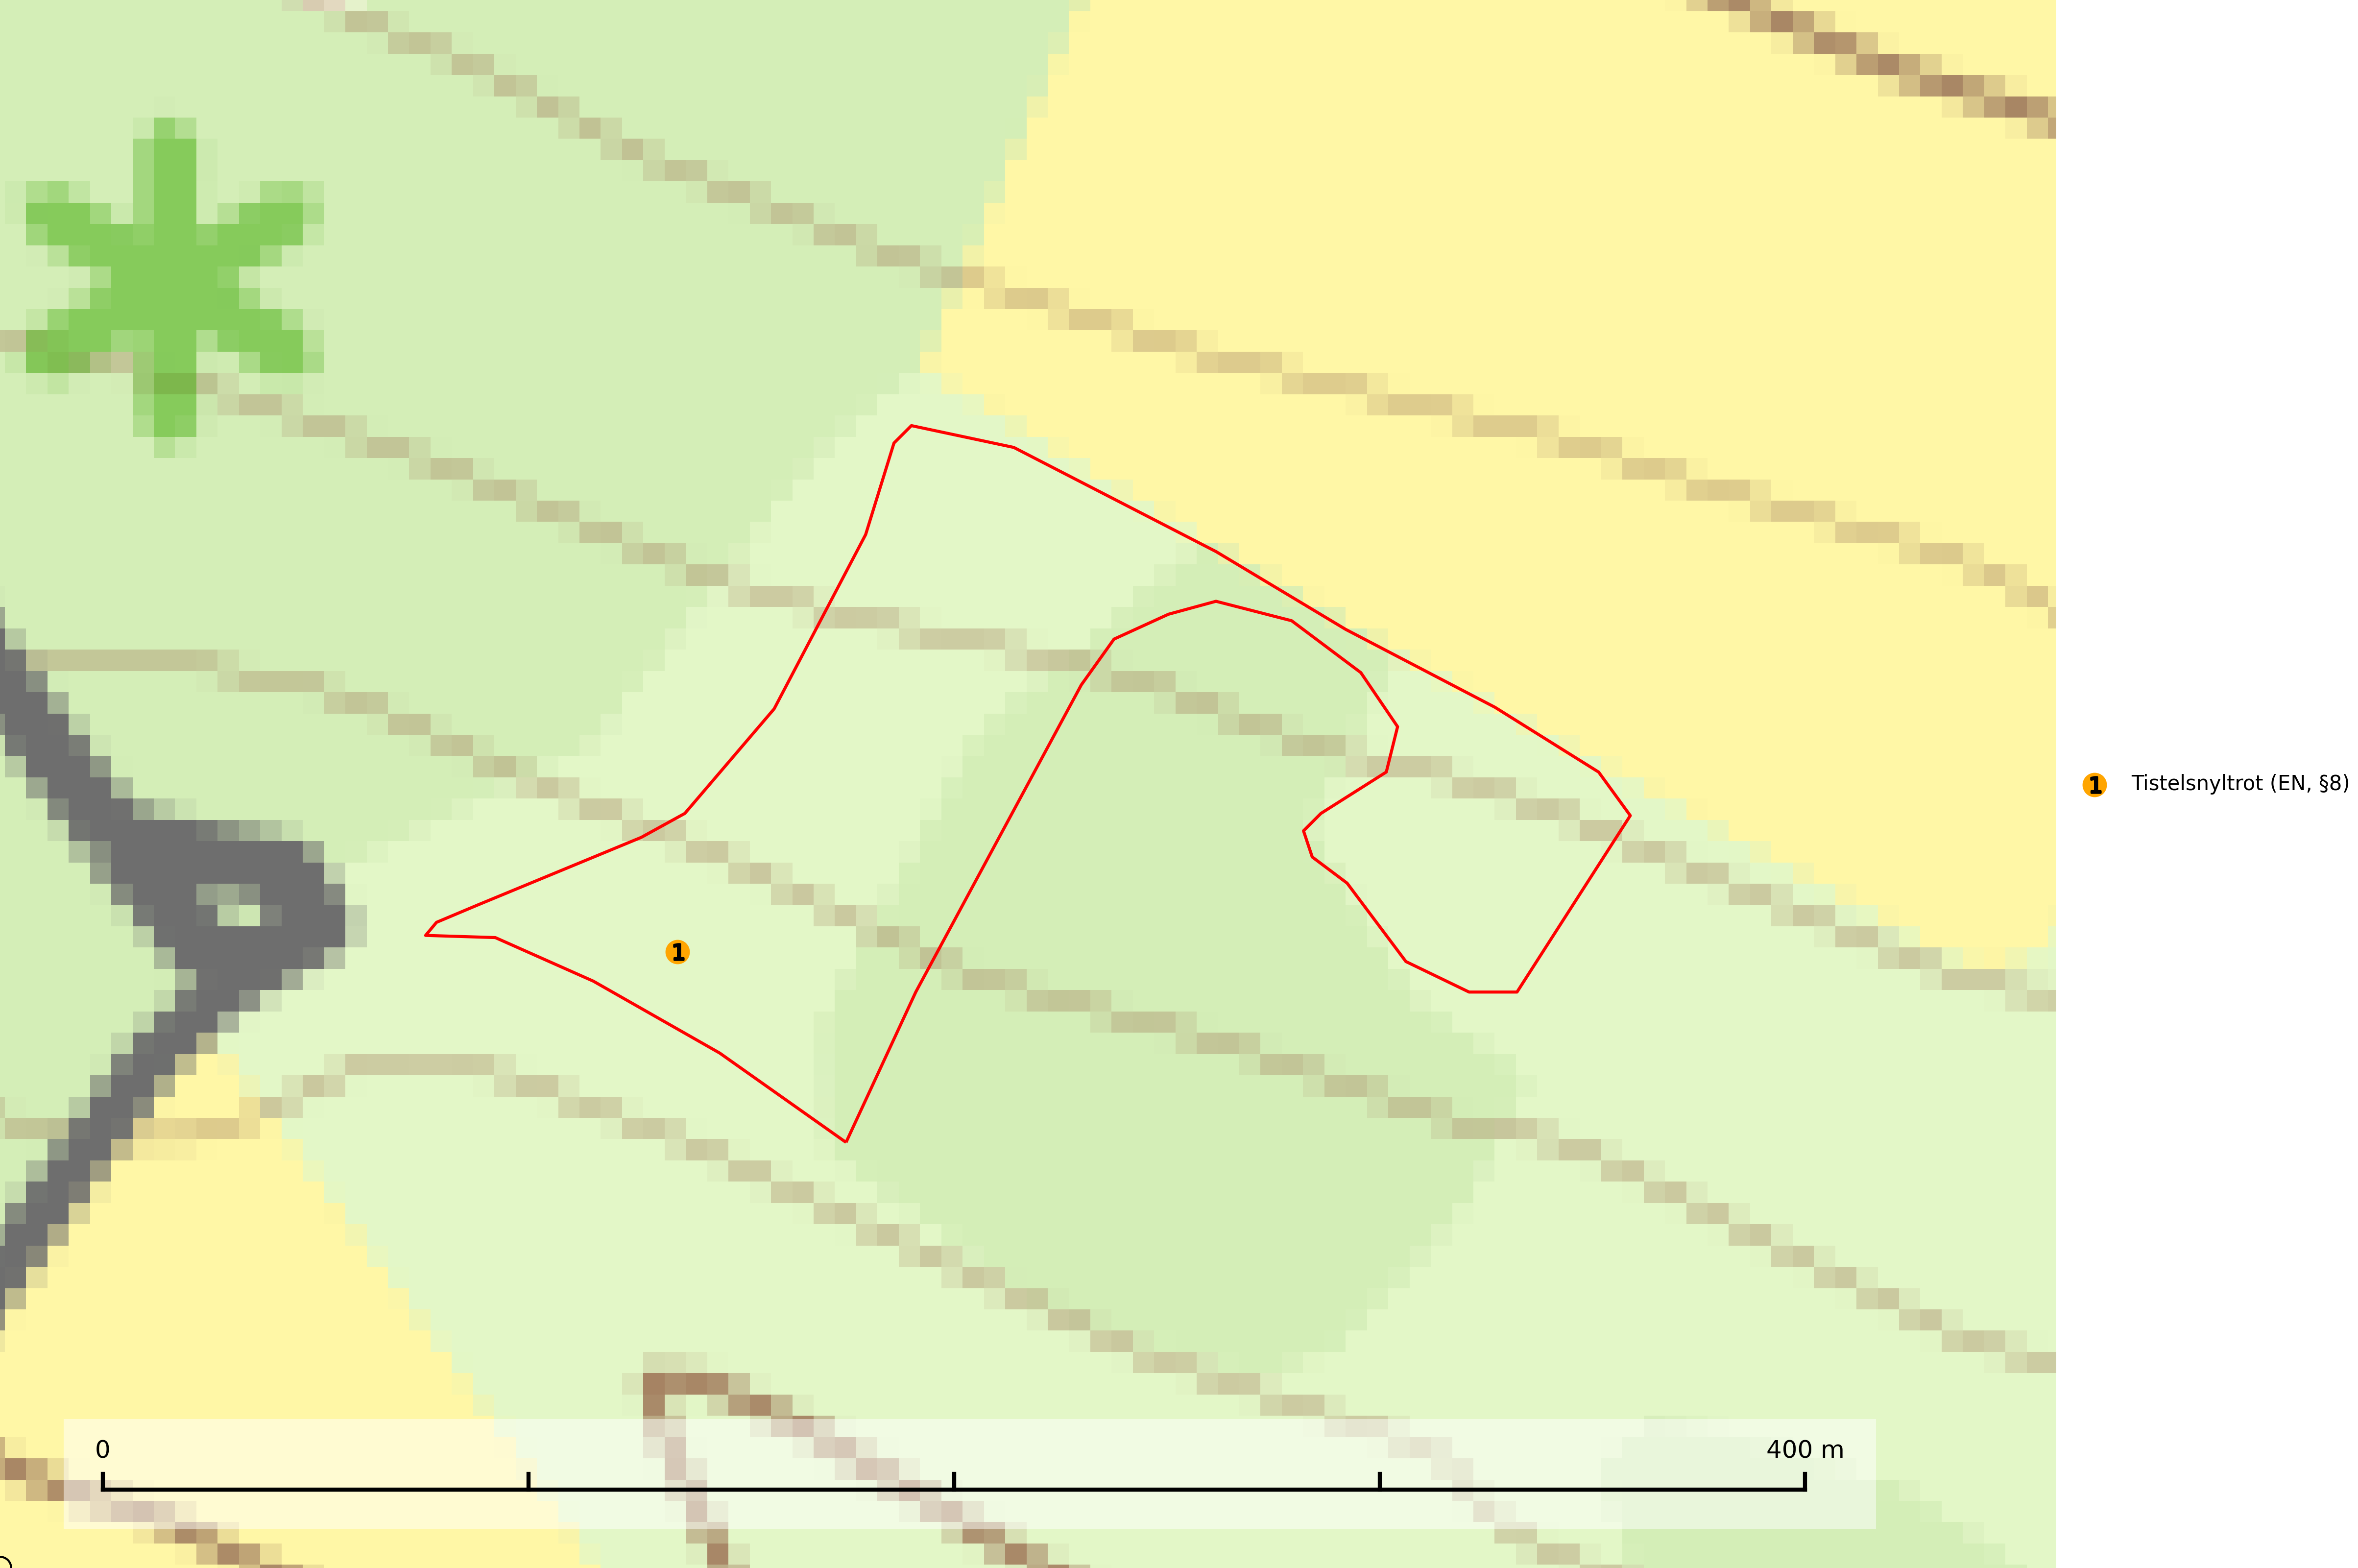 1
1 Tistelsnyltrot (EN, §8)
0 400 m